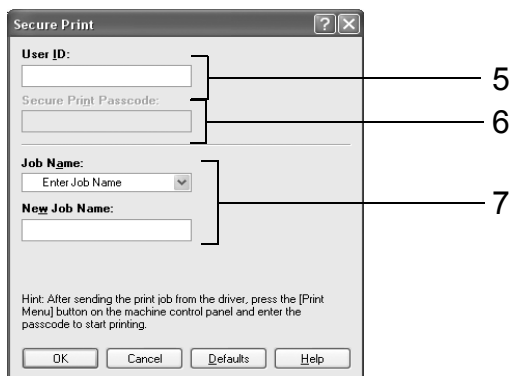 Secure Print
User ID:
5
Secure Print Passcode:
6
Job Name:
Enter Job Name
7
New Job Name:
Hint: After sending the print job from the driver, press the [Print
Menu] button on the machine control panel and enter the
passcode to start printing.
OK Cancel Defaults Help